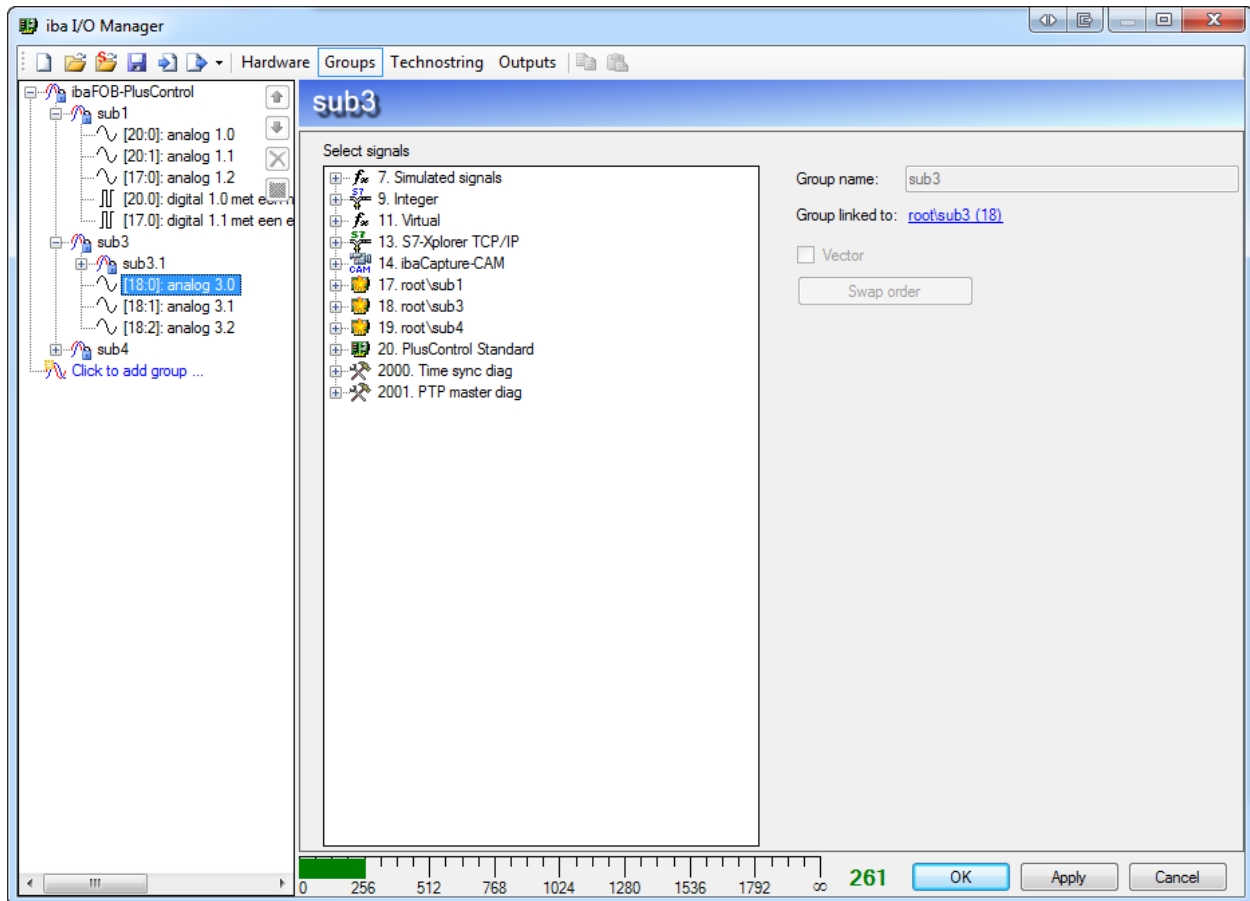 iba I/O Manager
Hardware Groups Technostring Outputs
ibaFOB-PlusControl
sub1
[20:0]: analog 1.0
[20:1]: analog 1.1
[17:0]: analog 1.2
[20.0]: digital 1.0 met een
[17.0]: digital 1.1 met een e
sub3
sub3.1
[18:0]: analog 3.0
[18:1]: analog 3.1
[18:2]: analog 3.2
sub4
Click to add group ...
sub3
Select signals
7. Simulated signals
9. Integer
11. Virtual
13. S7-Xplorer TCP/IP
14. ibaCapture-CAM
17. root\sub1
18. root\sub3
19. root\sub4
20. PlusControl Standard
2000. Time sync diag
2001. PTP master diag
Group name: sub3
Group linked to: root\sub3 (18)
Vector
Swap order
0 256 512 768 1024 1280 1536 1792 ∞
261
OK Apply Cancel